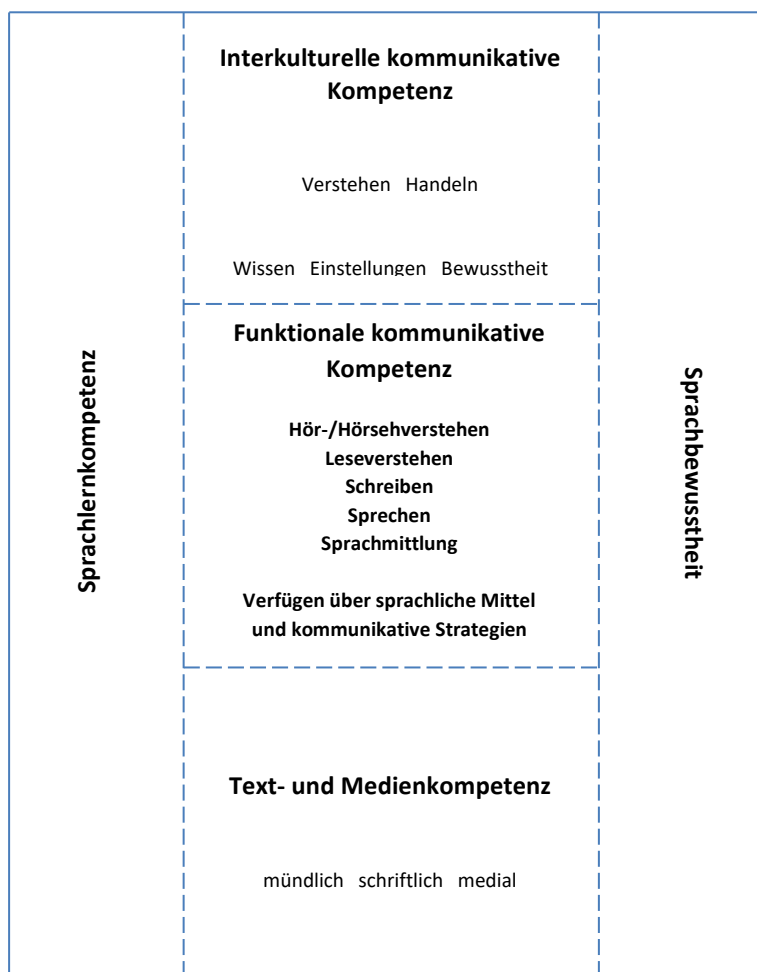 Interkulturelle kommunikative
Kompetenz
Verstehen Handeln
Wissen Einstellungen Bewusstheit
Funktionale kommunikative
Kompetenz
Hör-/Hörsehverstehen
Leseverstehen
Schreiben
Sprechen
Sprachmittlung
Verfügen über sprachliche Mittel
und kommunikative Strategien
Text- und Medienkompetenz
mündlich schriftlich medial
Sprachlernkompetenz
Sprachbewusstheit